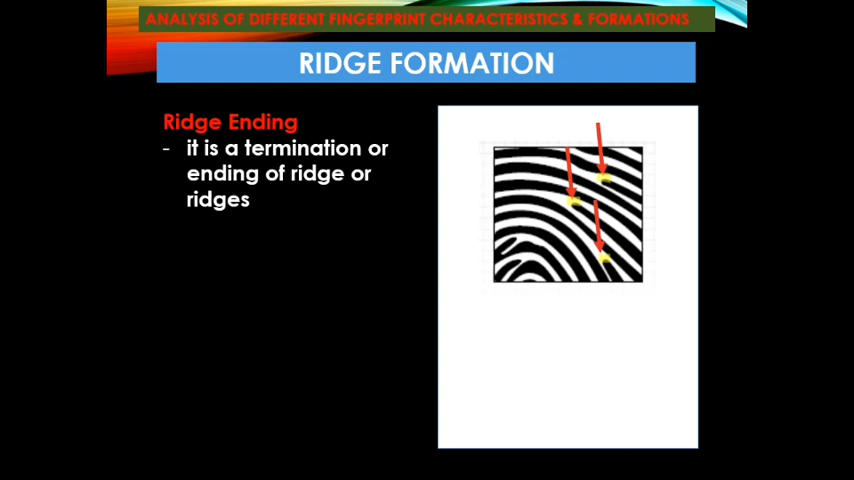 ANALYSIS OF DIFFERENT FINGERPRINT CHARACTERISTICS & FORMATIONS
RIDGE FORMATION
Ridge Ending
- it is a termination or
ending of ridge or
ridges